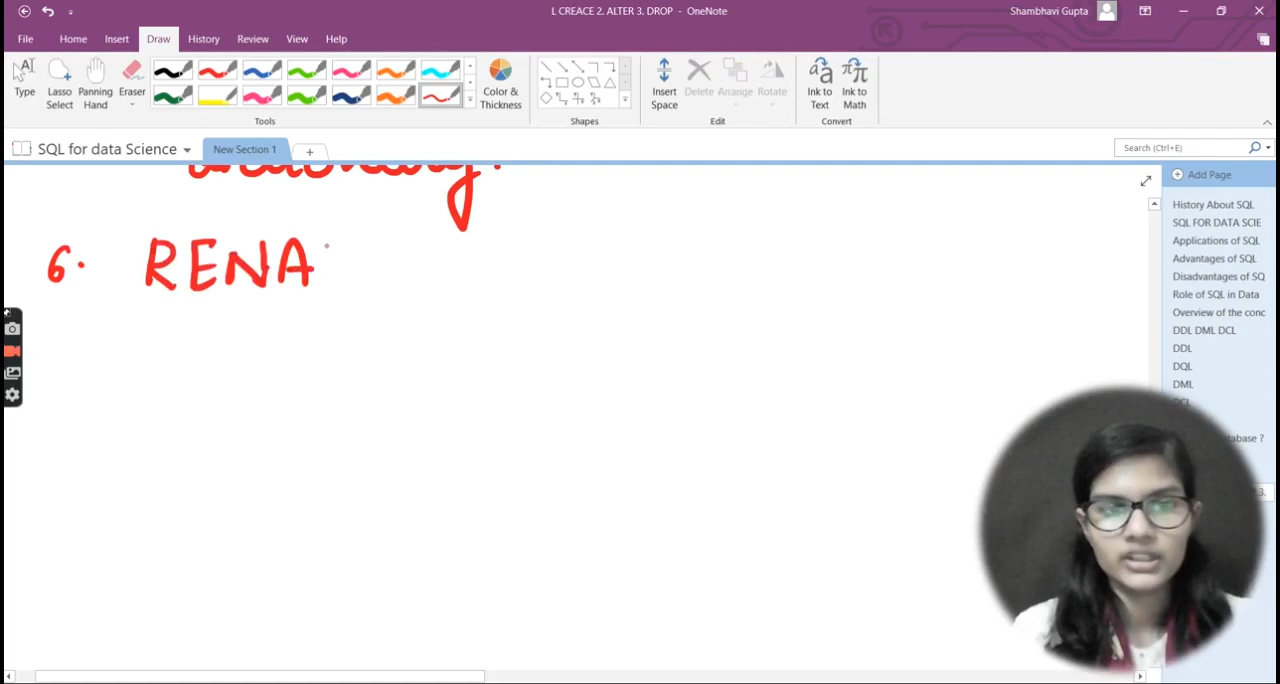 L CREACE 2. ALTER 3. DROP - OneNote
Shambhavi Gupta
File Home Insert Draw History Review View Help
Type
Lasso Select
Panning Hand
Eraser
Color & Thickness
Insert Space
Delete
Arrange
Rotate
Ink to Text
Ink to Math
Tools
Shapes
Edit
Convert
SQL for data Science
New Section 1
Search (Ctrl+E)
Add Page
History About SQL
SQL FOR DATA SCIE
Applications of SQL
Advantages of SQL
Disadvantages of SQ
Role of SQL in Data
Overview of the conc
DDL DML DCL
DDL
DQL
DML
DCL
tabase ?
3.
6. RENA